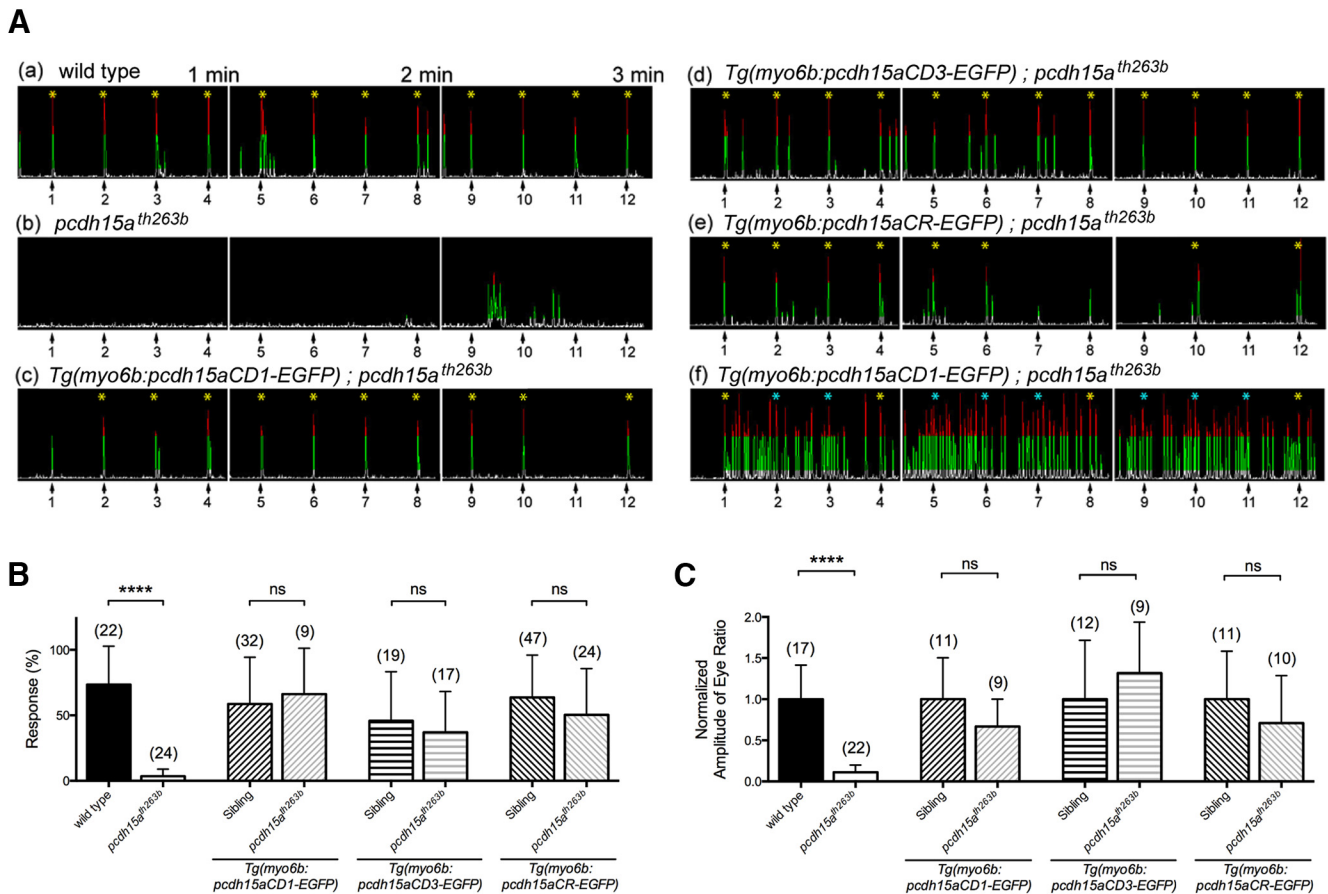 A
(a) wild type 1 min 2 min 3 min
* * * * * * * * * * * *
1 2 3 4 5 6 7 8 9 10 11 12
(b) pcdh15a th263b
1 2 3 4 5 6 7 8 9 10 11 12
(c) Tg(myo6b:pcdh15aCD1-EGFP) ; pcdh15a th263b
* * * * * * * * * *
1 2 3 4 5 6 7 8 9 10 11 12
(d) Tg(myo6b:pcdh15aCD3-EGFP) ; pcdh15a th263b
* * * * * * * * * * * *
1 2 3 4 5 6 7 8 9 10 11 12
(e) Tg(myo6b:pcdh15aCR-EGFP) ; pcdh15a th263b
* * * * * * * *
1 2 3 4 5 6 7 8 9 10 11 12
(f) Tg(myo6b:pcdh15aCD1-EGFP) ; pcdh15a th263b
* * * * * * * * * * * *
1 2 3 4 5 6 7 8 9 10 11 12
B
**** ns ns ns
(22) (24) (32) (9) (19) (17) (47) (24)
Response (%)
100
50
0
wild type
pcdh15a th263b
Sibling
pcdh15a th263b
Sibling
pcdh15a th263b
Sibling
pcdh15a th263b
Tg(myo6b:
pcdh15aCD1-EGFP)
Tg(myo6b:
pcdh15aCD3-EGFP)
Tg(myo6b:
pcdh15aCR-EGFP)
C
**** ns ns ns
(17) (22) (11) (9) (12) (9) (11) (10)
Normalized
Amplitude of Eye Ratio
2.0
1.5
1.0
0.5
0.0
wild type
pcdh15a th263b
Sibling
pcdh15a th263b
Sibling
pcdh15a th263b
Sibling
pcdh15a th263b
Tg(myo6b:
pcdh15aCD1-EGFP)
Tg(myo6b:
pcdh15aCD3-EGFP)
Tg(myo6b:
pcdh15aCR-EGFP)